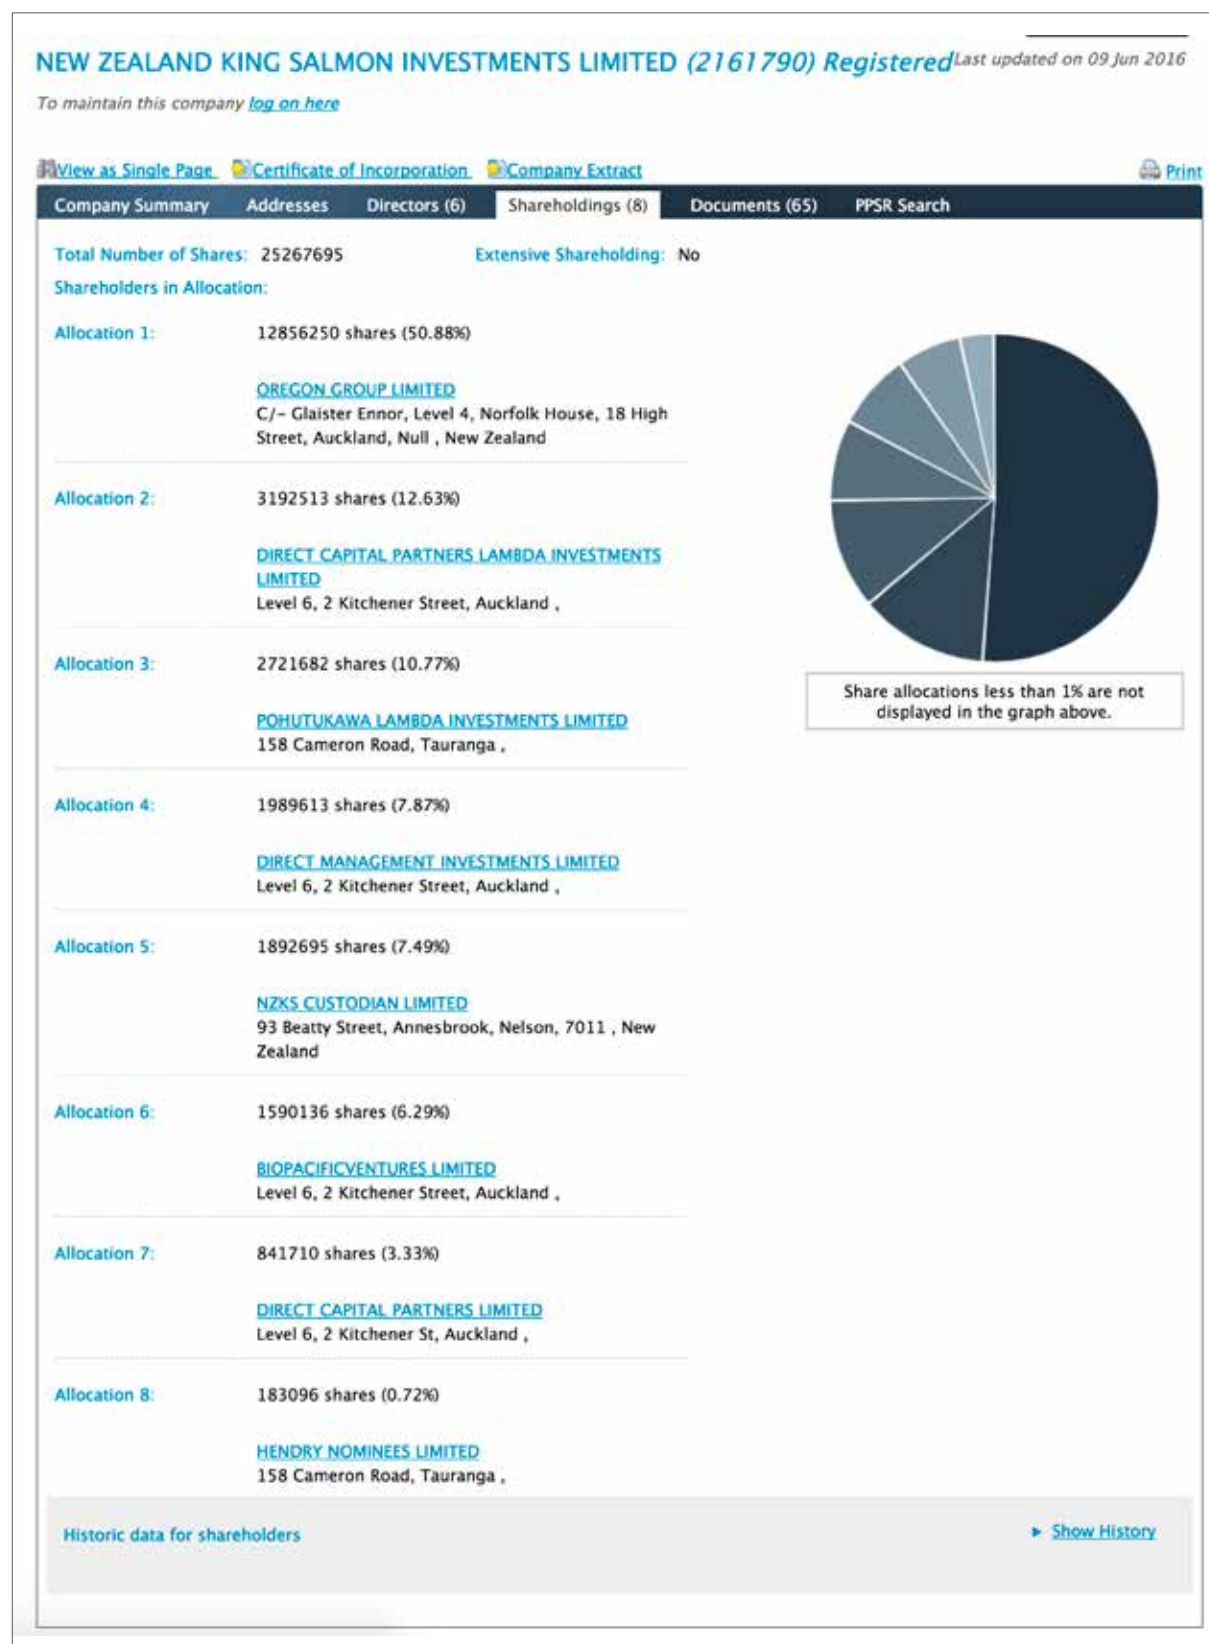 NEW ZEALAND KING SALMON INVESTMENTS LIMITED (2161790) Registered Last updated on 09 Jun 2016
To maintain this company log on here
View as Single Page Certificate of Incorporation Company Extract Print
Company Summary Addresses Directors (6) Shareholdings (8) Documents (65) PPSR Search
Total Number of Shares: 25267695 Extensive Shareholding: No
Shareholders in Allocation:
Allocation 1: 12856250 shares (50.88%)
OREGON GROUP LIMITED
C/- Glaister Ennor, Level 4, Norfolk House, 18 High
Street, Auckland, Null , New Zealand
Allocation 2: 3192513 shares (12.63%)
DIRECT CAPITAL PARTNERS LAMBDA INVESTMENTS
LIMITED
Level 6, 2 Kitchener Street, Auckland ,
Allocation 3: 2721682 shares (10.77%)
POHUTUKAWA LAMBDA INVESTMENTS LIMITED
158 Cameron Road, Tauranga ,
Share allocations less than 1% are not
displayed in the graph above.
Allocation 4: 1989613 shares (7.87%)
DIRECT MANAGEMENT INVESTMENTS LIMITED
Level 6, 2 Kitchener Street, Auckland ,
Allocation 5: 1892695 shares (7.49%)
NZKS CUSTODIAN LIMITED
93 Beatty Street, Annesbrook, Nelson, 7011 , New
Zealand
Allocation 6: 1590136 shares (6.29%)
BIOPACIFICVENTURES LIMITED
Level 6, 2 Kitchener Street, Auckland ,
Allocation 7: 841710 shares (3.33%)
DIRECT CAPITAL PARTNERS LIMITED
Level 6, 2 Kitchener St, Auckland ,
Allocation 8: 183096 shares (0.72%)
HENDRY NOMINEES LIMITED
158 Cameron Road, Tauranga ,
Historic data for shareholders Show History